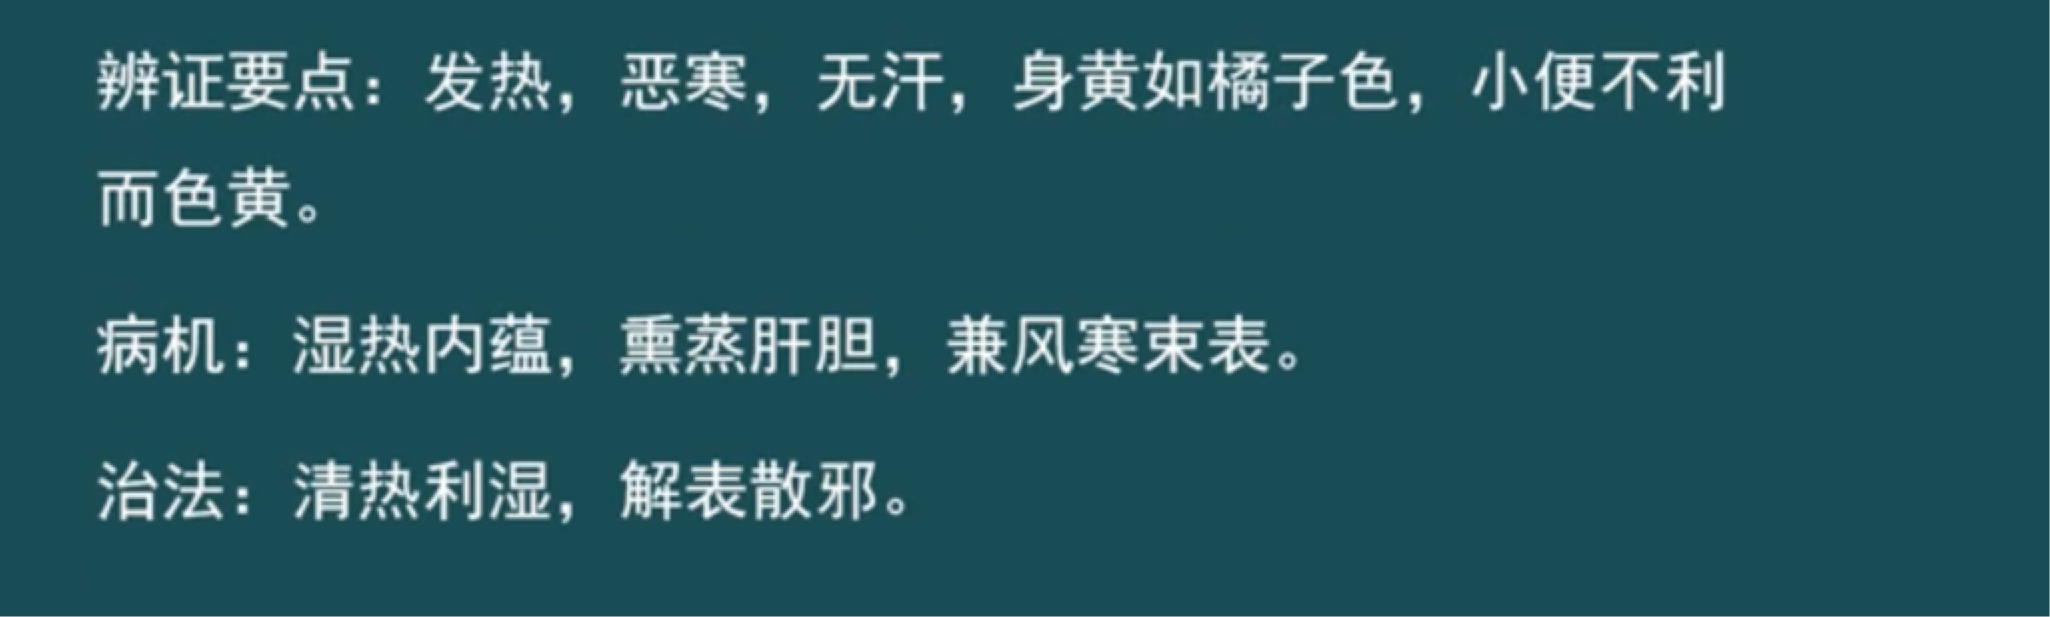 辨证要点：发热，恶寒，无汗，身黄如橘子色，小便不利
而色黄。
病机：湿热内蕴，熏蒸肝胆，兼风寒束表。
治法：清热利湿，解表散邪。